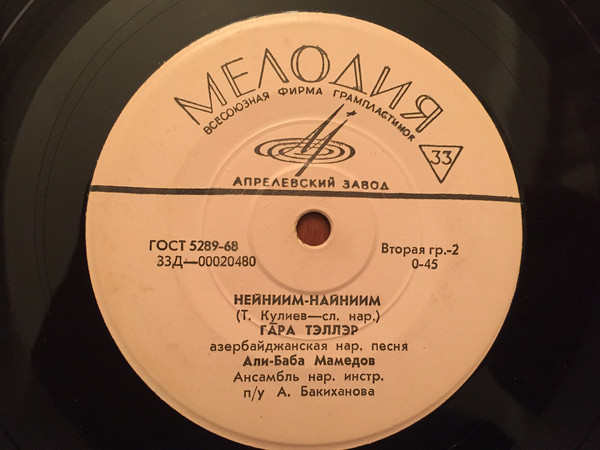 МЕЛОДИЯ
ВСЕСОЮЗНАЯ ФИРМА ГРАМПЛАСТИНОК
33
АПРЕЛЕВСКИЙ ЗАВОД
ГОСТ 5289-68 Вторая гр.-2
33Д—00020480 0-45
НЕЙНИИМ-НАЙНИИМ
(Т. Кулиев—сл. нар.)
ГАРА ТЭЛЛЭР
азербайджанская нар. песня
Али-Баба Мамедов
Ансамбль нар. инстр.
п/у А. Бакиханова